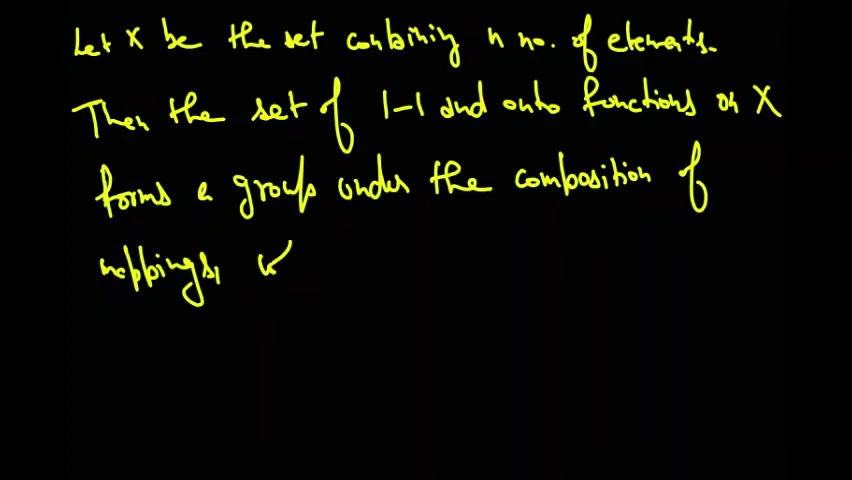 Let X be the set containing n no. of elements.
Then the set of 1-1 and onto functions on X
forms a group under the composition of
mappings,